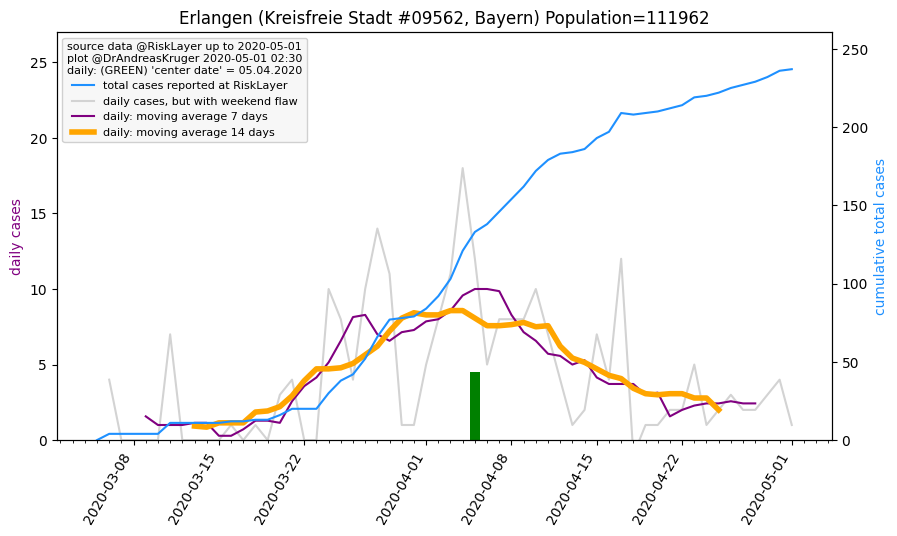 Erlangen (Kreisfreie Stadt #09562, Bayern) Population=111962
source data @RiskLayer up to 2020-05-01
plot @DrAndreasKruger 2020-05-01 02:30
daily: (GREEN) 'center date' = 05.04.2020
total cases reported at RiskLayer
daily cases, but with weekend flaw
daily: moving average 7 days
daily: moving average 14 days
daily cases
25
20
15
10
5
0
cumulative total cases
250
200
150
100
50
0
2020-03-08
2020-03-15
2020-03-22
2020-04-01
2020-04-08
2020-04-15
2020-04-22
2020-05-01